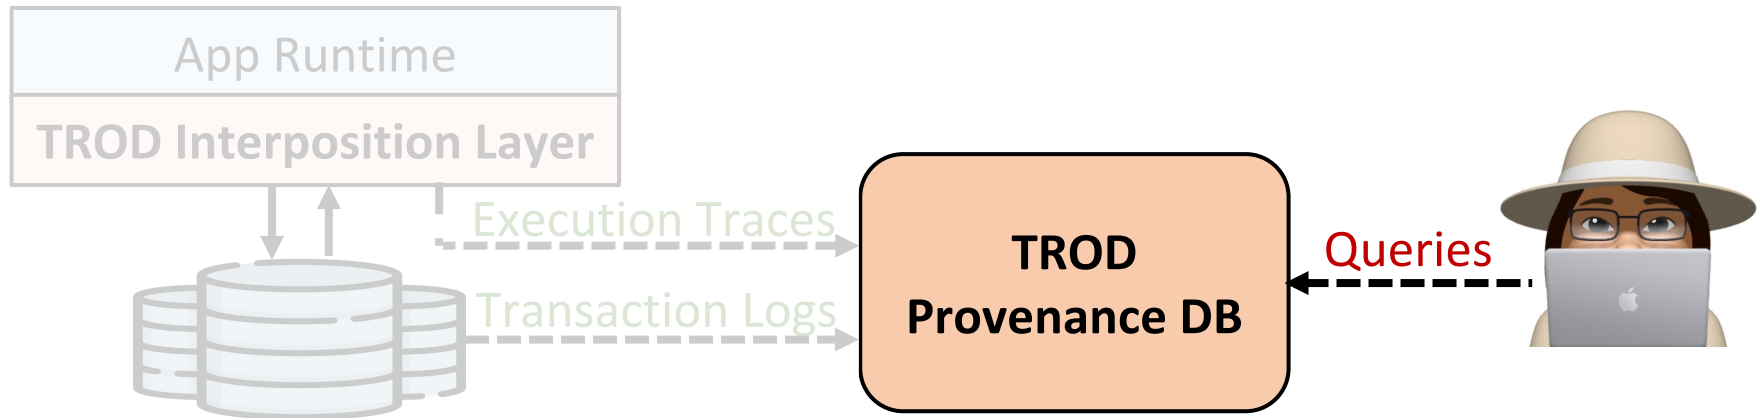 App Runtime
TROD Interposition Layer
Execution Traces
Transaction Logs
TROD
Provenance DB
Queries